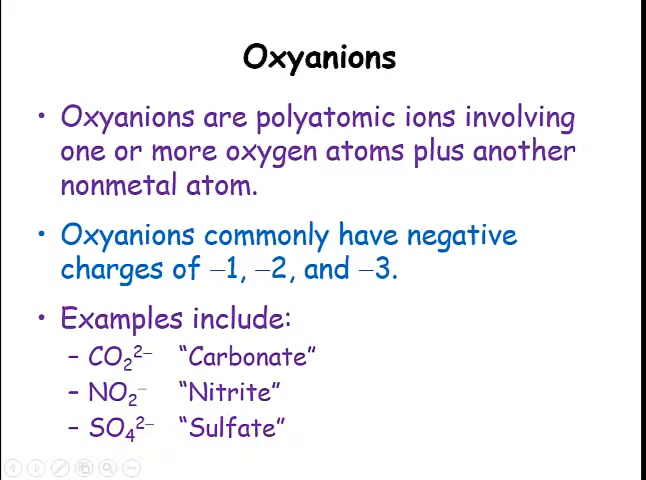 Oxyanions
• Oxyanions are polyatomic ions involving
one or more oxygen atoms plus another
nonmetal atom.
• Oxyanions commonly have negative
charges of –1, –2, and –3.
• Examples include:
– CO₂²⁻ “Carbonate”
– NO₂⁻ “Nitrite”
– SO₄²⁻ “Sulfate”